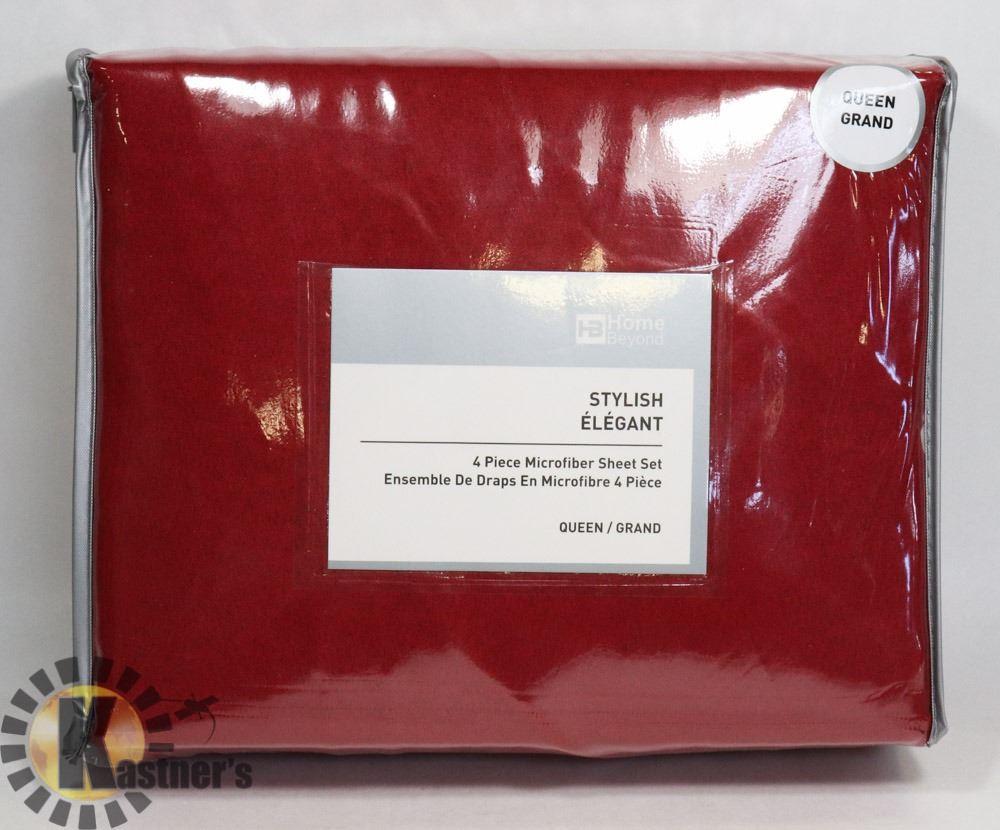 QUEEN
GRAND
HB Home
Beyond
STYLISH
ÉLÉGANT
4 Piece Microfiber Sheet Set
Ensemble De Draps En Microfibre 4 Pièce
QUEEN / GRAND
Kastner's